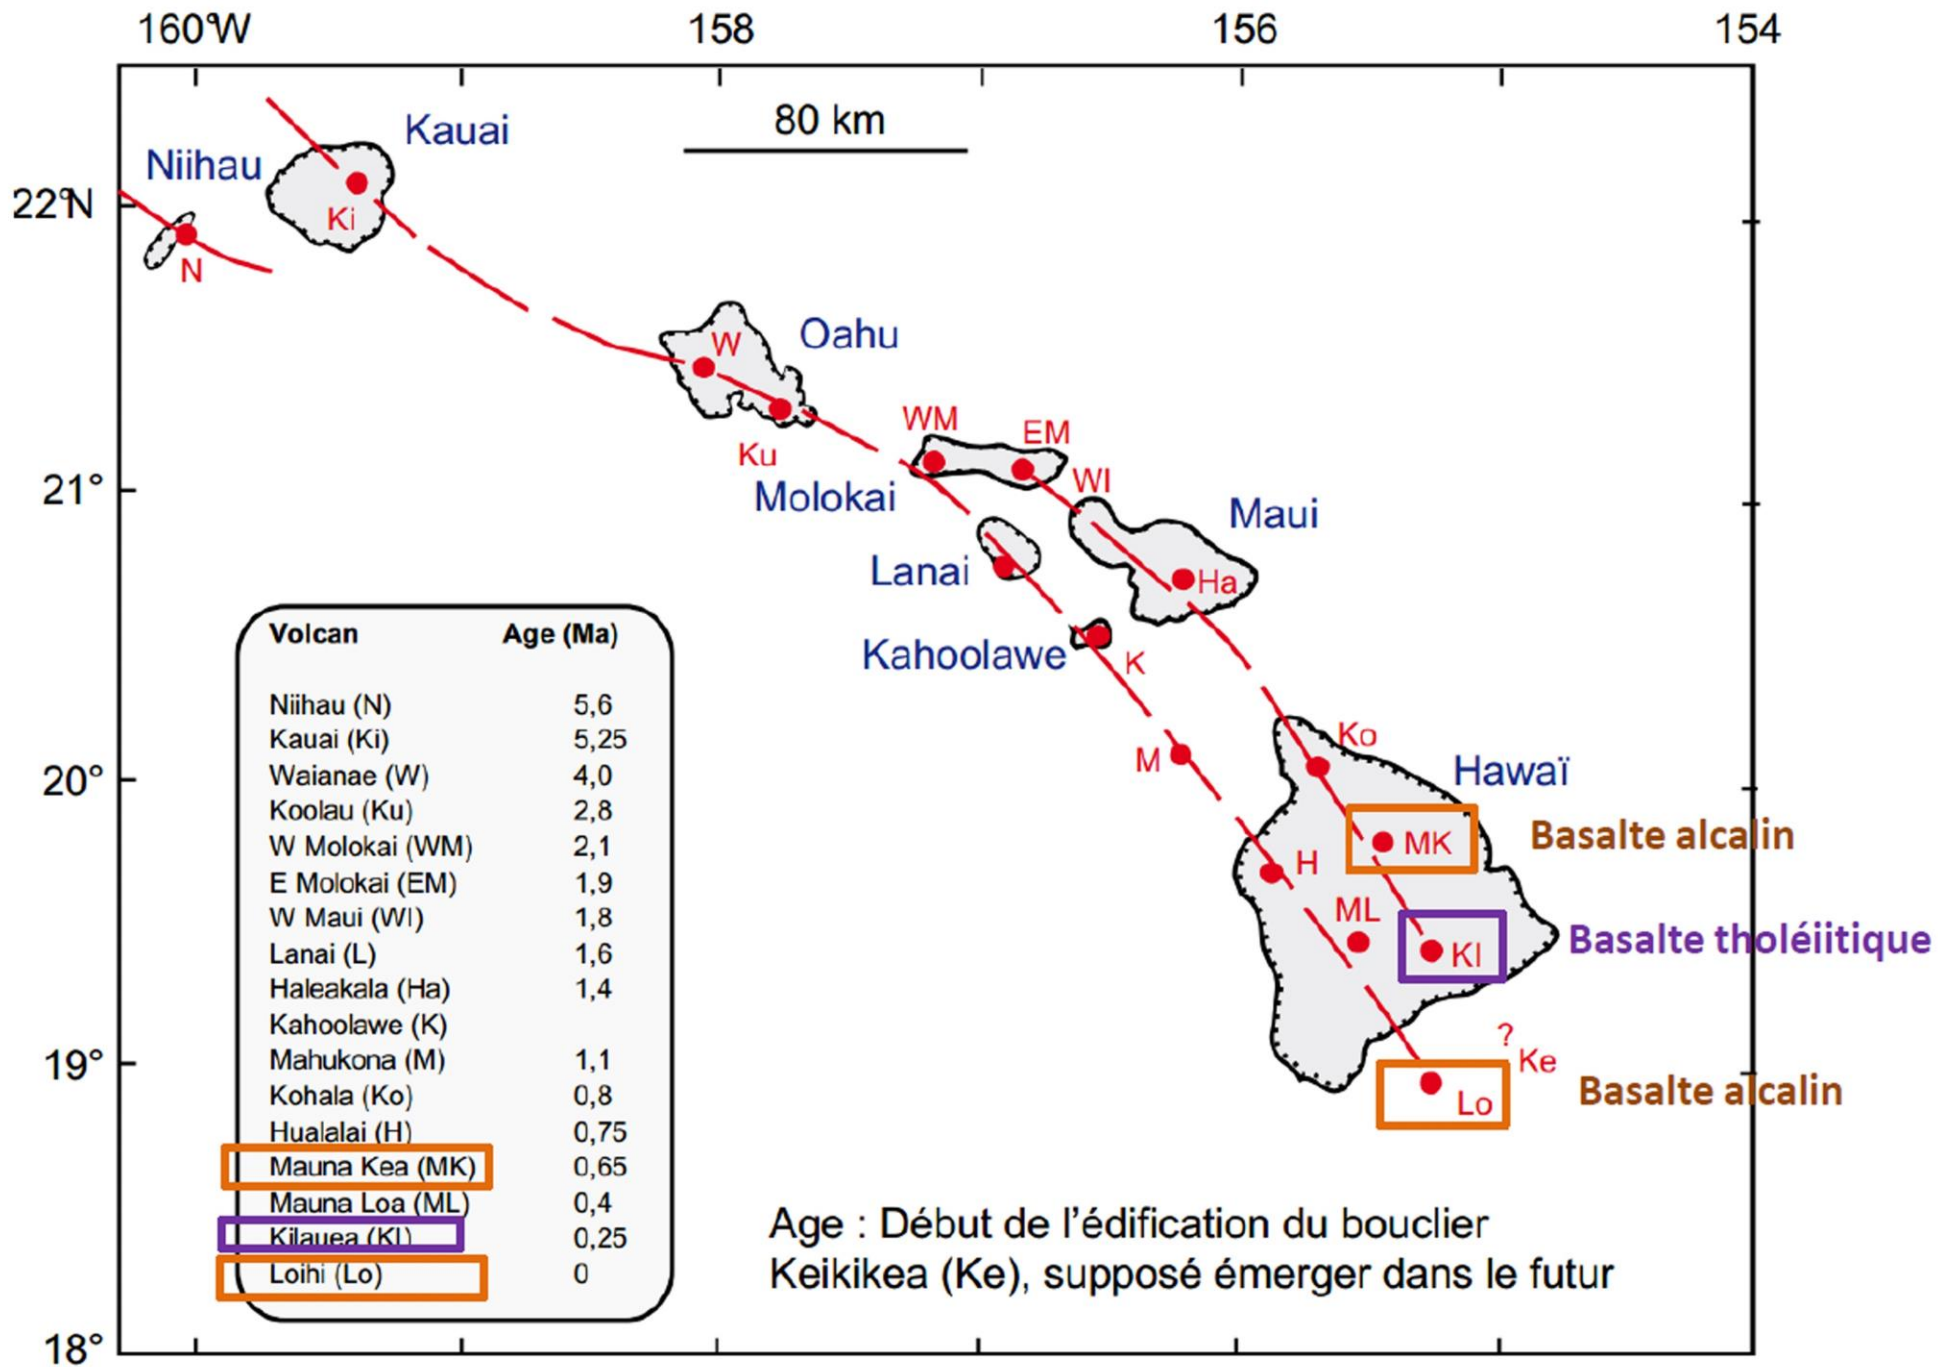 160°W 158 156 154
80 km
Kauai
Niihau
22°N
Ki
N
Oahu
W
Ku
WM
EM
21°
Molokai
WI
Maui
Lanai
Ha
Kahoolawe
K
Ko
M
20°
Hawaï
MK
Basalte alcalin
H
ML
KI
Basalte tholéiitique
?
Ke
19°
Lo
Basalte alcalin
Volcan Age (Ma)
Niihau (N) 5,6
Kauai (Ki) 5,25
Waianae (W) 4,0
Koolau (Ku) 2,8
W Molokai (WM) 2,1
E Molokai (EM) 1,9
W Maui (WI) 1,8
Lanai (L) 1,6
Haleakala (Ha) 1,4
Kahoolawe (K)
Mahukona (M) 1,1
Kohala (Ko) 0,8
Hualalai (H) 0,75
Mauna Kea (MK) 0,65
Mauna Loa (ML) 0,4
Kilauea (KI) 0,25
Loihi (Lo) 0
Age : Début de l'édification du bouclier
Keikikea (Ke), supposé émerger dans le futur
18°